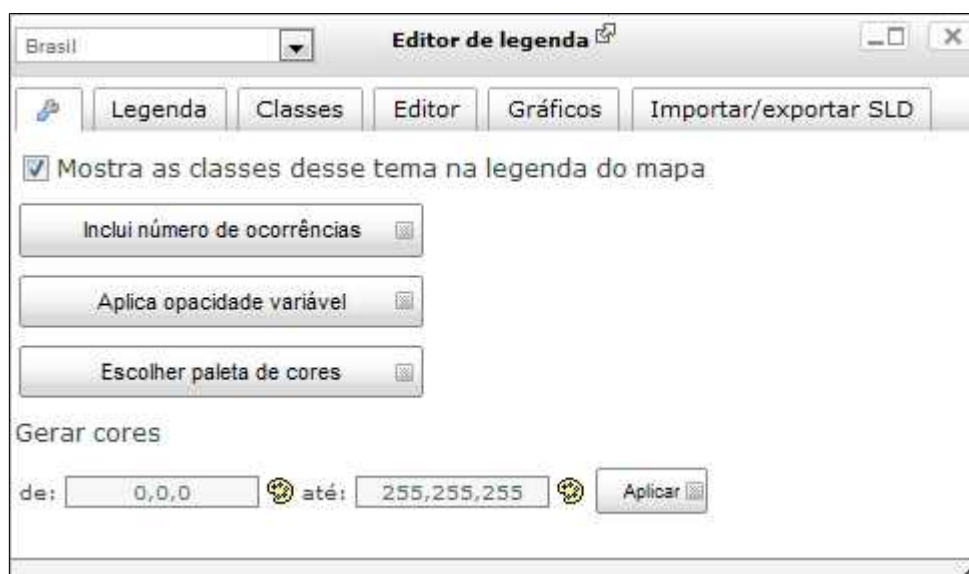 Brasil
Editor de legenda
Legenda Classes Editor Gráficos Importar/exportar SLD
Mostra as classes desse tema na legenda do mapa
Inclui número de ocorrências
Aplica opacidade variável
Escolher paleta de cores
Gerar cores
de: 0,0,0 até: 255,255,255 Aplicar